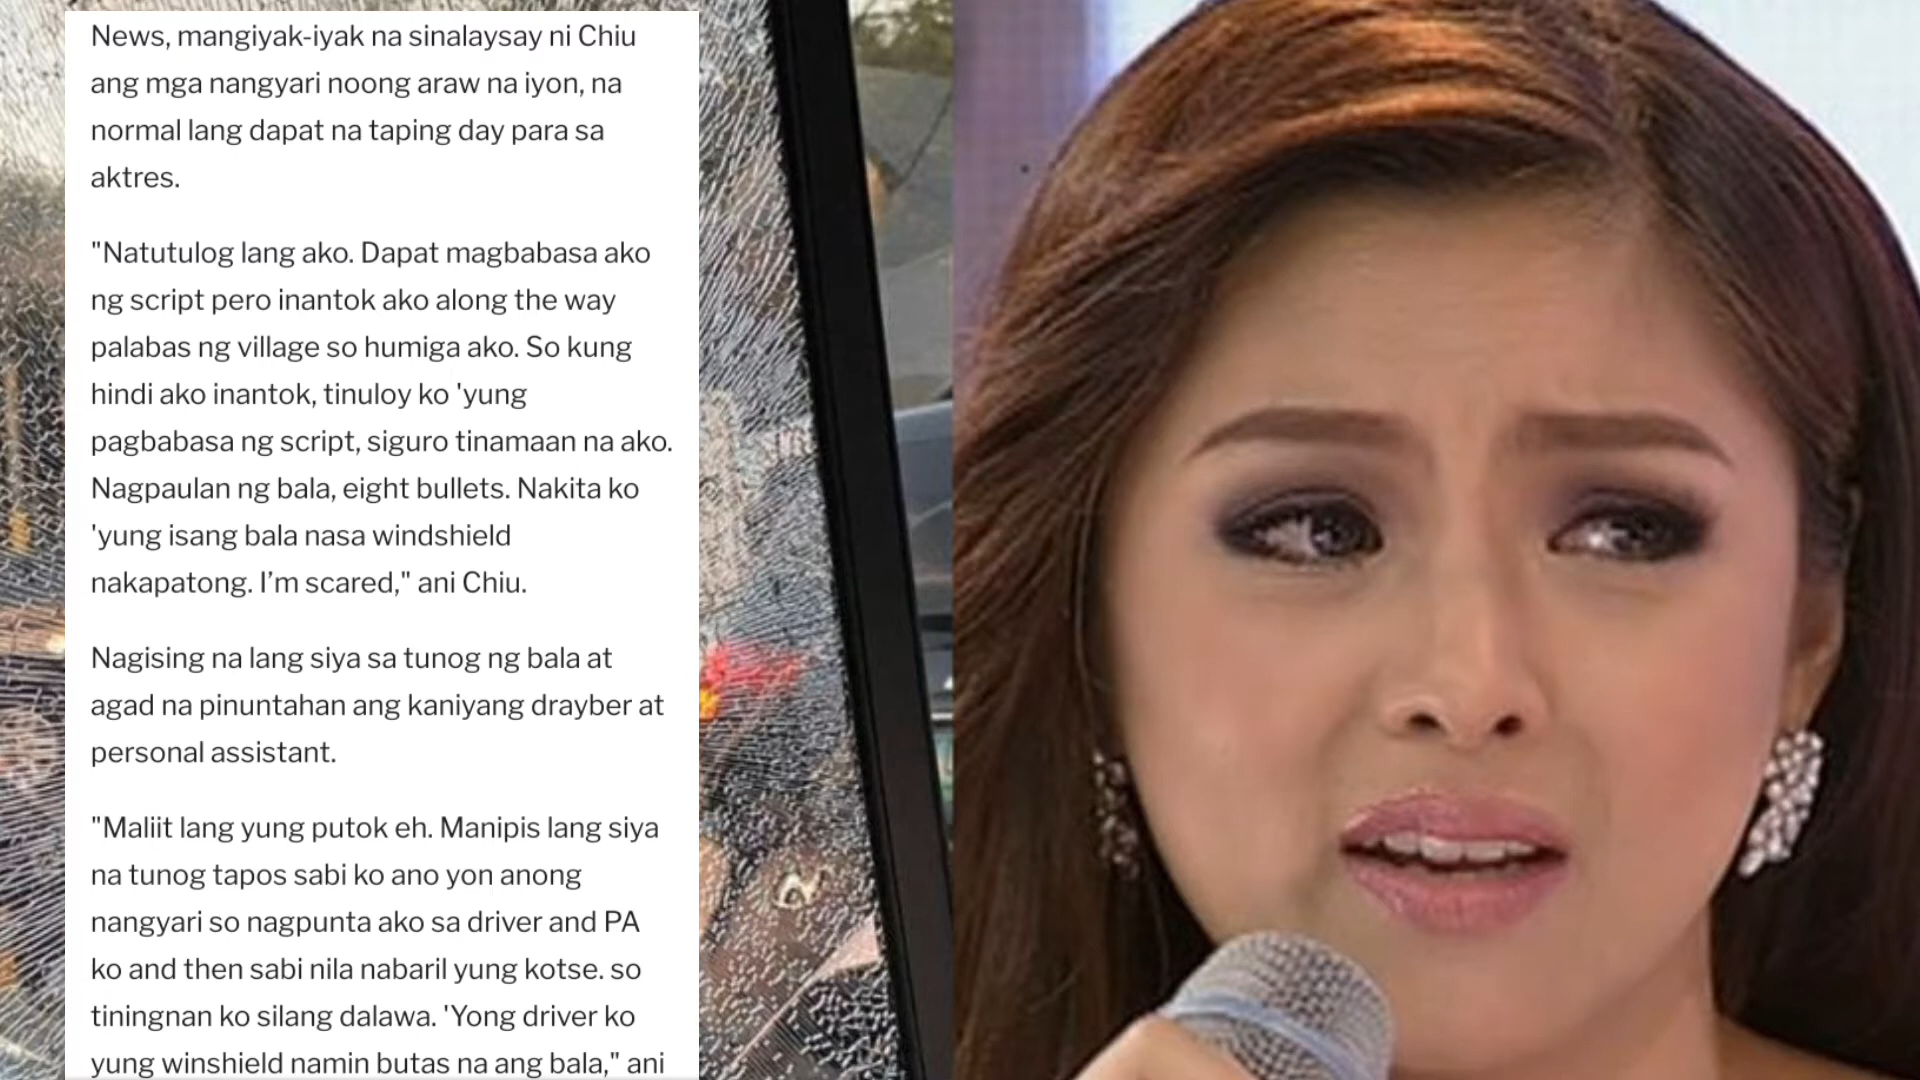 News, mangiyak-iyak na sinalaysay ni Chiu
ang mga nangyari noong araw na iyon, na
normal lang dapat na taping day para sa
aktres.
"Natutulog lang ako. Dapat magbabasa ako
ng script pero inantok ako along the way
palabas ng village so humiga ako. So kung
hindi ako inantok, tinuloy ko 'yung
pagbabasa ng script, siguro tinamaan na ako.
Nagpaulan ng bala, eight bullets. Nakita ko
'yung isang bala nasa windshield
nakapatong. I’m scared," ani Chiu.
Nagising na lang siya sa tunog ng bala at
agad na pinuntahan ang kaniyang drayber at
personal assistant.
"Maliit lang yung putok eh. Manipis lang siya
na tunog tapos sabi ko ano yon anong
nangyari so nagpunta ako sa driver and PA
ko and then sabi nila nabaril yung kotse. so
tiningnan ko silang dalawa. 'Yong driver ko
yung winshield namin butas na ang bala," ani